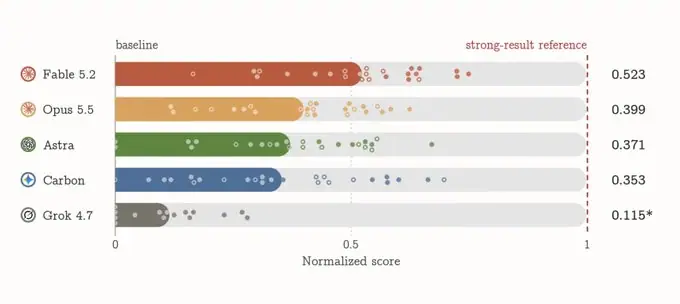 baseline
strong-result reference
Fable 5.2
0.523
Opus 5.5
0.399
Astra
0.371
Carbon
0.353
Grok 4.7
0.115*
0
0.5
1
Normalized score